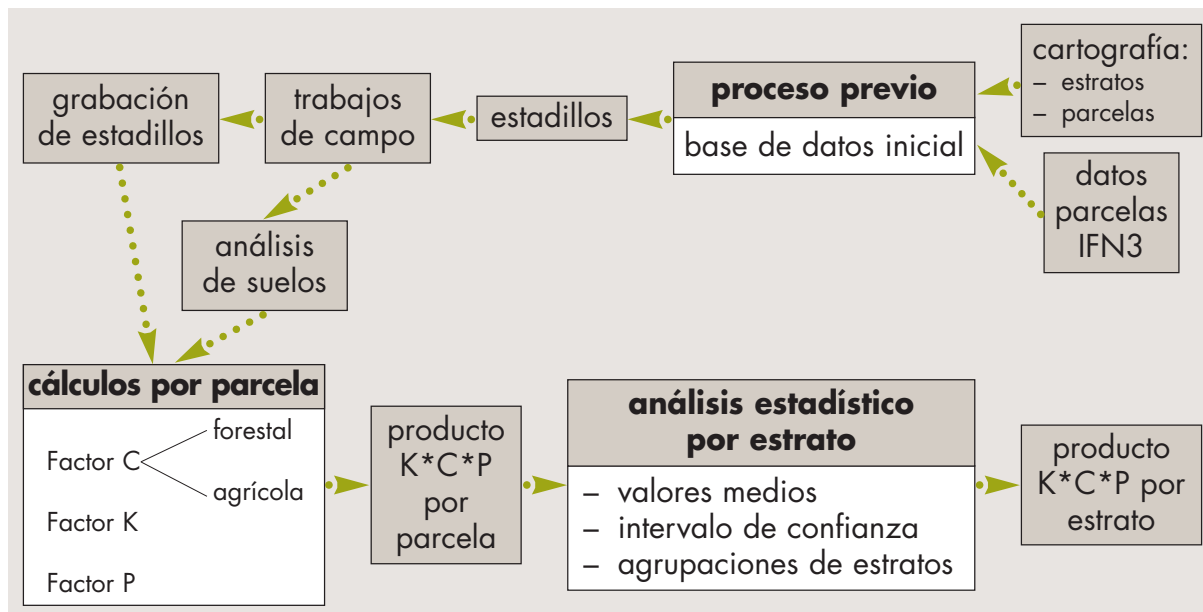 cartografía:
– estratos
– parcelas
datos
parcelas
IFN3
proceso previo
base de datos inicial
estadillos
trabajos
de campo
grabación
de estadillos
análisis
de suelos
cálculos por parcela
Factor C
forestal
agrícola
Factor K
Factor P
producto
K*C*P
por
parcela
análisis estadístico
por estrato
– valores medios
– intervalo de confianza
– agrupaciones de estratos
producto
K*C*P por
estrato